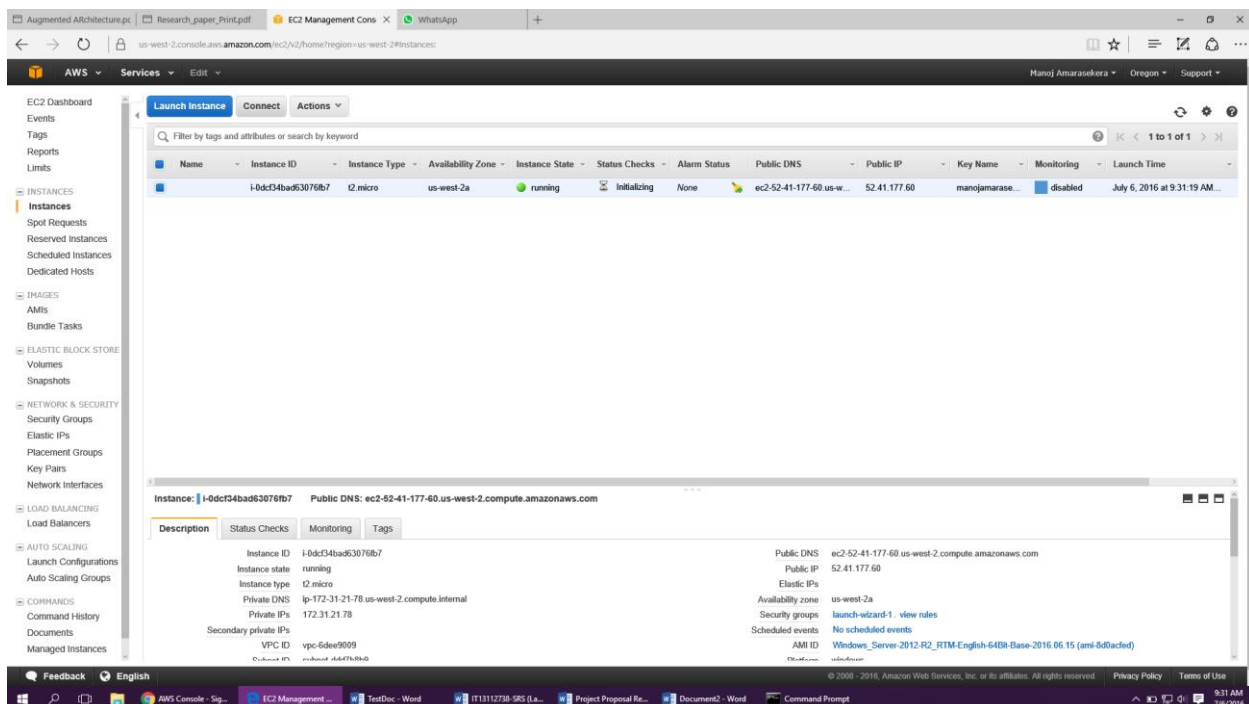 Augmented ARchitecture.pc
Research_paper_Print.pdf
EC2 Management Cons
WhatsApp
us-west-2.console.aws.amazon.com/ec2/v2/home?region=us-west-2#Instances:
AWS
Services
Edit
Manoj Amarasekera
Oregon
Support
EC2 Dashboard
Events
Tags
Reports
Limits
INSTANCES
Instances
Spot Requests
Reserved Instances
Scheduled Instances
Dedicated Hosts
IMAGES
AMIs
Bundle Tasks
ELASTIC BLOCK STORE
Volumes
Snapshots
NETWORK & SECURITY
Security Groups
Elastic IPs
Placement Groups
Key Pairs
Network Interfaces
LOAD BALANCING
Load Balancers
AUTO SCALING
Launch Configurations
Auto Scaling Groups
COMMANDS
Command History
Documents
Managed Instances
Launch Instance Connect Actions
Filter by tags and attributes or search by keyword
1 to 1 of 1
Name Instance ID Instance Type Availability Zone Instance State Status Checks Alarm Status Public DNS Public IP Key Name Monitoring Launch Time
i-0dcf34bad63076fb7 t2.micro us-west-2a running Initializing None ec2-52-41-177-60.us-w... 52.41.177.60 manojamarase... disabled July 6, 2016 at 9:31:19 AM...
Instance: i-0dcf34bad63076fb7 Public DNS: ec2-52-41-177-60.us-west-2.compute.amazonaws.com
Description Status Checks Monitoring Tags
Instance ID i-0dcf34bad63076fb7
Instance state running
Instance type t2.micro
Private DNS ip-172-31-21-78.us-west-2.compute.internal
Private IPs 172.31.21.78
Secondary private IPs
VPC ID vpc-6dee9009
Public DNS ec2-52-41-177-60.us-west-2.compute.amazonaws.com
Public IP 52.41.177.60
Elastic IPs
Availability zone us-west-2a
Security groups launch-wizard-1. view rules
Scheduled events No scheduled events
AMI ID Windows_Server-2012-R2_RTM-English-64Bit-Base-2016.06.15 (ami-8d0acfed)
Feedback English
© 2008 - 2016, Amazon Web Services, Inc. or its affiliates. All rights reserved. Privacy Policy Terms of Use
AWS Console - Sig...
EC2 Management ...
TestDoc - Word
IT13112738-SRS (La...
Project Proposal Re...
Document2 - Word
Command Prompt
9:31 AM
7/6/2016